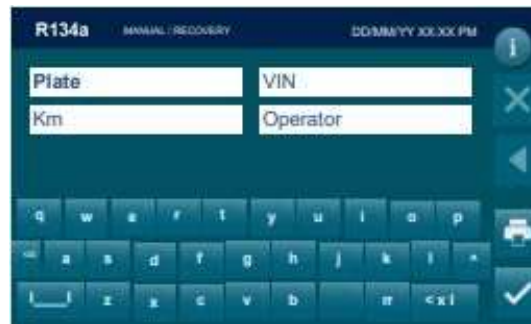 R134a MANUAL / RECOVERY DD/MM/YY XX:XX PM
i
Plate VIN
Km Operator
q w e r t y u i o p
a s d f g h j k l
z x c v b m <x|